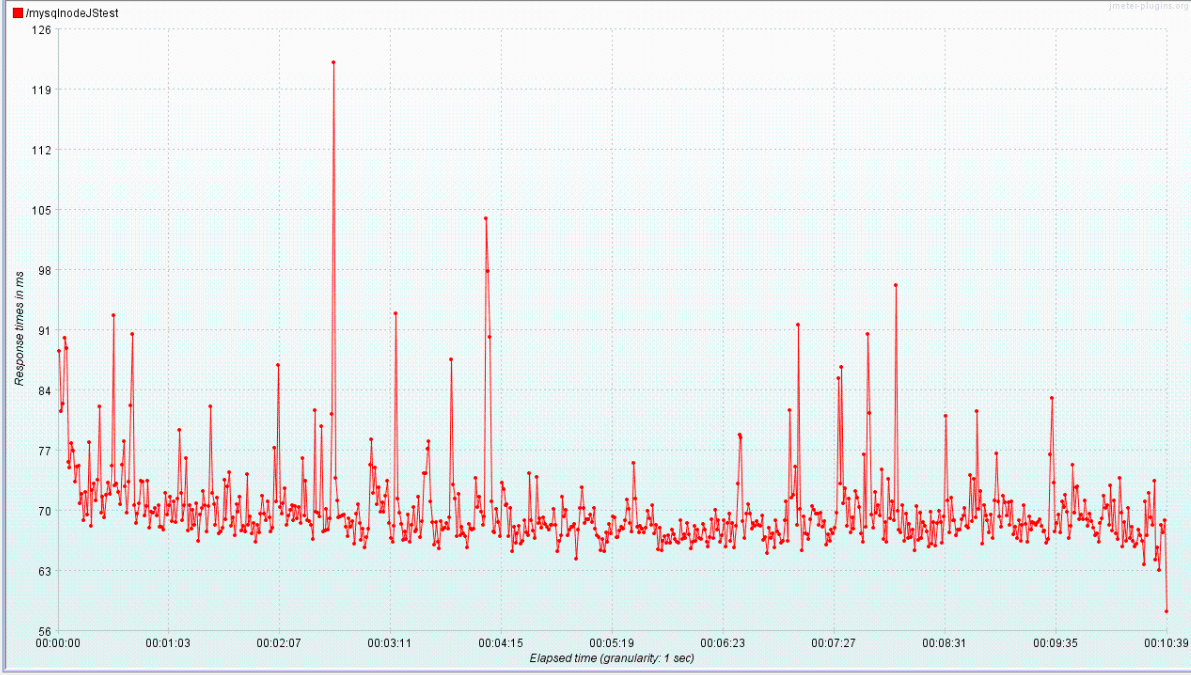 /mysqlnodeJStest
jmeter-plugins.org
126
119
112
105
98
91
84
77
70
63
56
Response times in ms
00:00:00 00:01:03 00:02:07 00:03:11 00:04:15 00:05:19 00:06:23 00:07:27 00:08:31 00:09:35 00:10:39
Elapsed time (granularity: 1 sec)